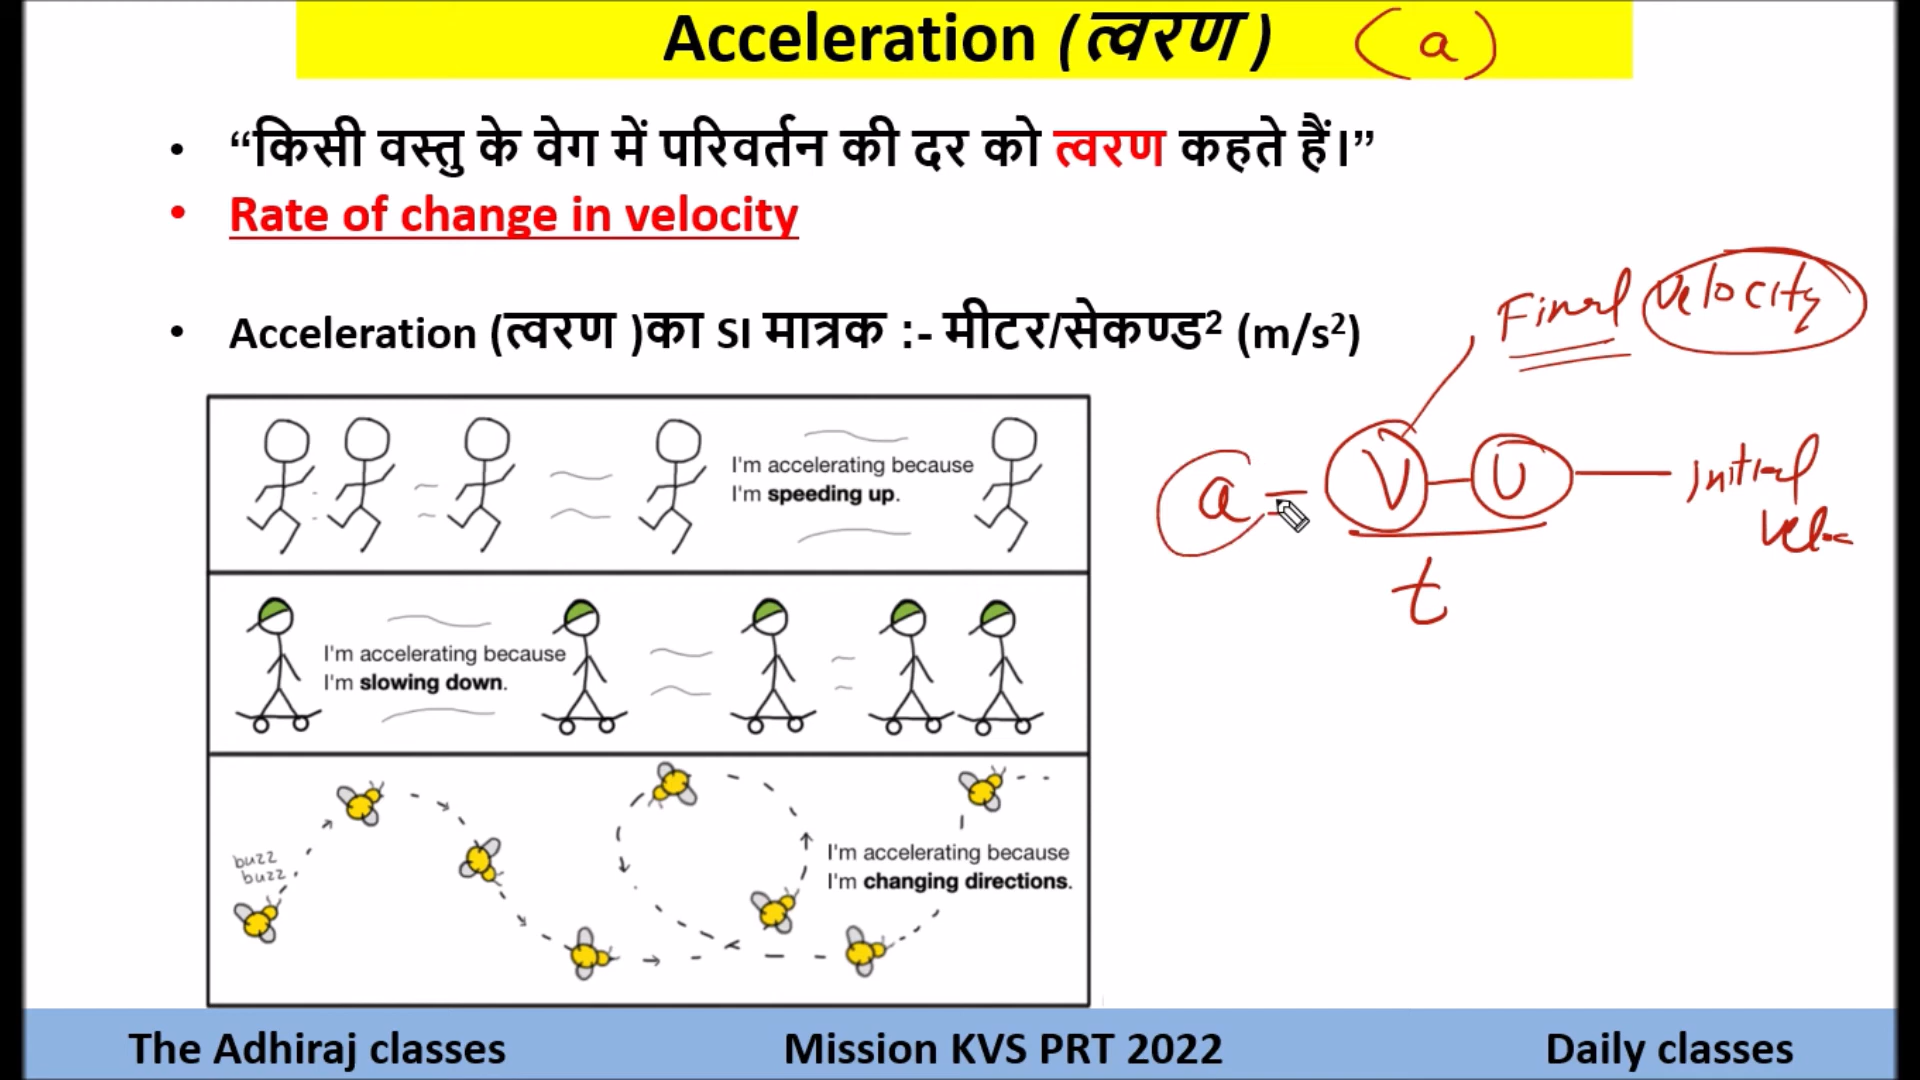 Acceleration (त्वरण) (a)
• “किसी वस्तु के वेग में परिवर्तन की दर को त्वरण कहते हैं।”
• Rate of change in velocity
• Acceleration (त्वरण )का SI मात्रक :- मीटर/सेकण्ड² (m/s²)
Final Velocity
a = V - U
t
initial
Veloc
I'm accelerating because
I'm speeding up.
I'm accelerating because
I'm slowing down.
buzz
buzz
I'm accelerating because
I'm changing directions.
The Adhiraj classes Mission KVS PRT 2022 Daily classes